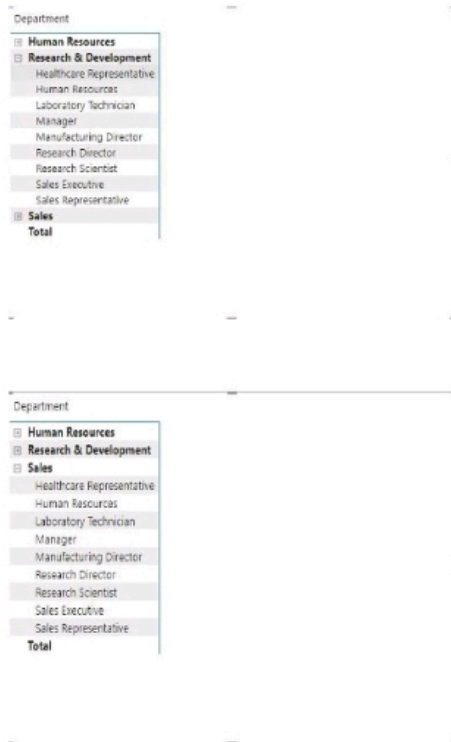 Department
Human Resources
Research & Development
Healthcare Representative
Human Resources
Laboratory Technician
Manager
Manufacturing Director
Research Director
Research Scientist
Sales Executive
Sales Representative
Sales
Total
Department
Human Resources
Research & Development
Sales
Healthcare Representative
Human Resources
Laboratory Technician
Manager
Manufacturing Director
Research Director
Research Scientist
Sales Executive
Sales Representative
Total